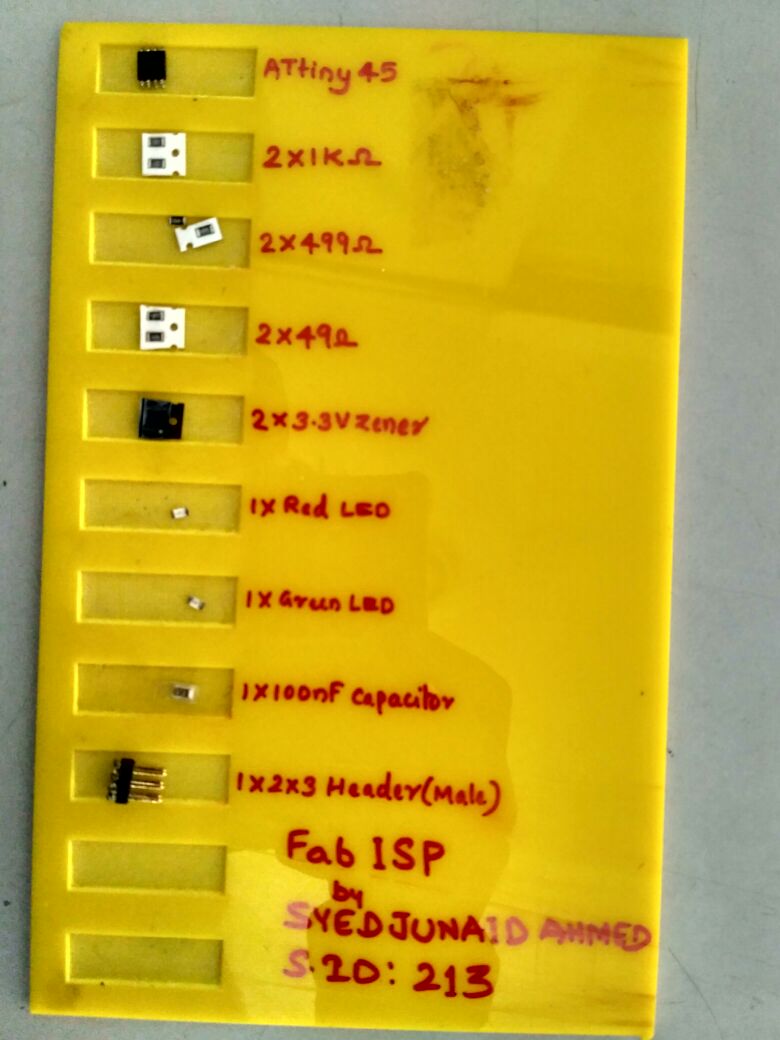 ATtiny 45
2X1KΩ
2X499Ω
2X49Ω
2X3.3V zener
1X Red LED
1X Green LED
1X100nF capacitor
1X2X3 Header(Male)
Fab ISP
by
SYED JUNAID AHMED
S.ID: 213